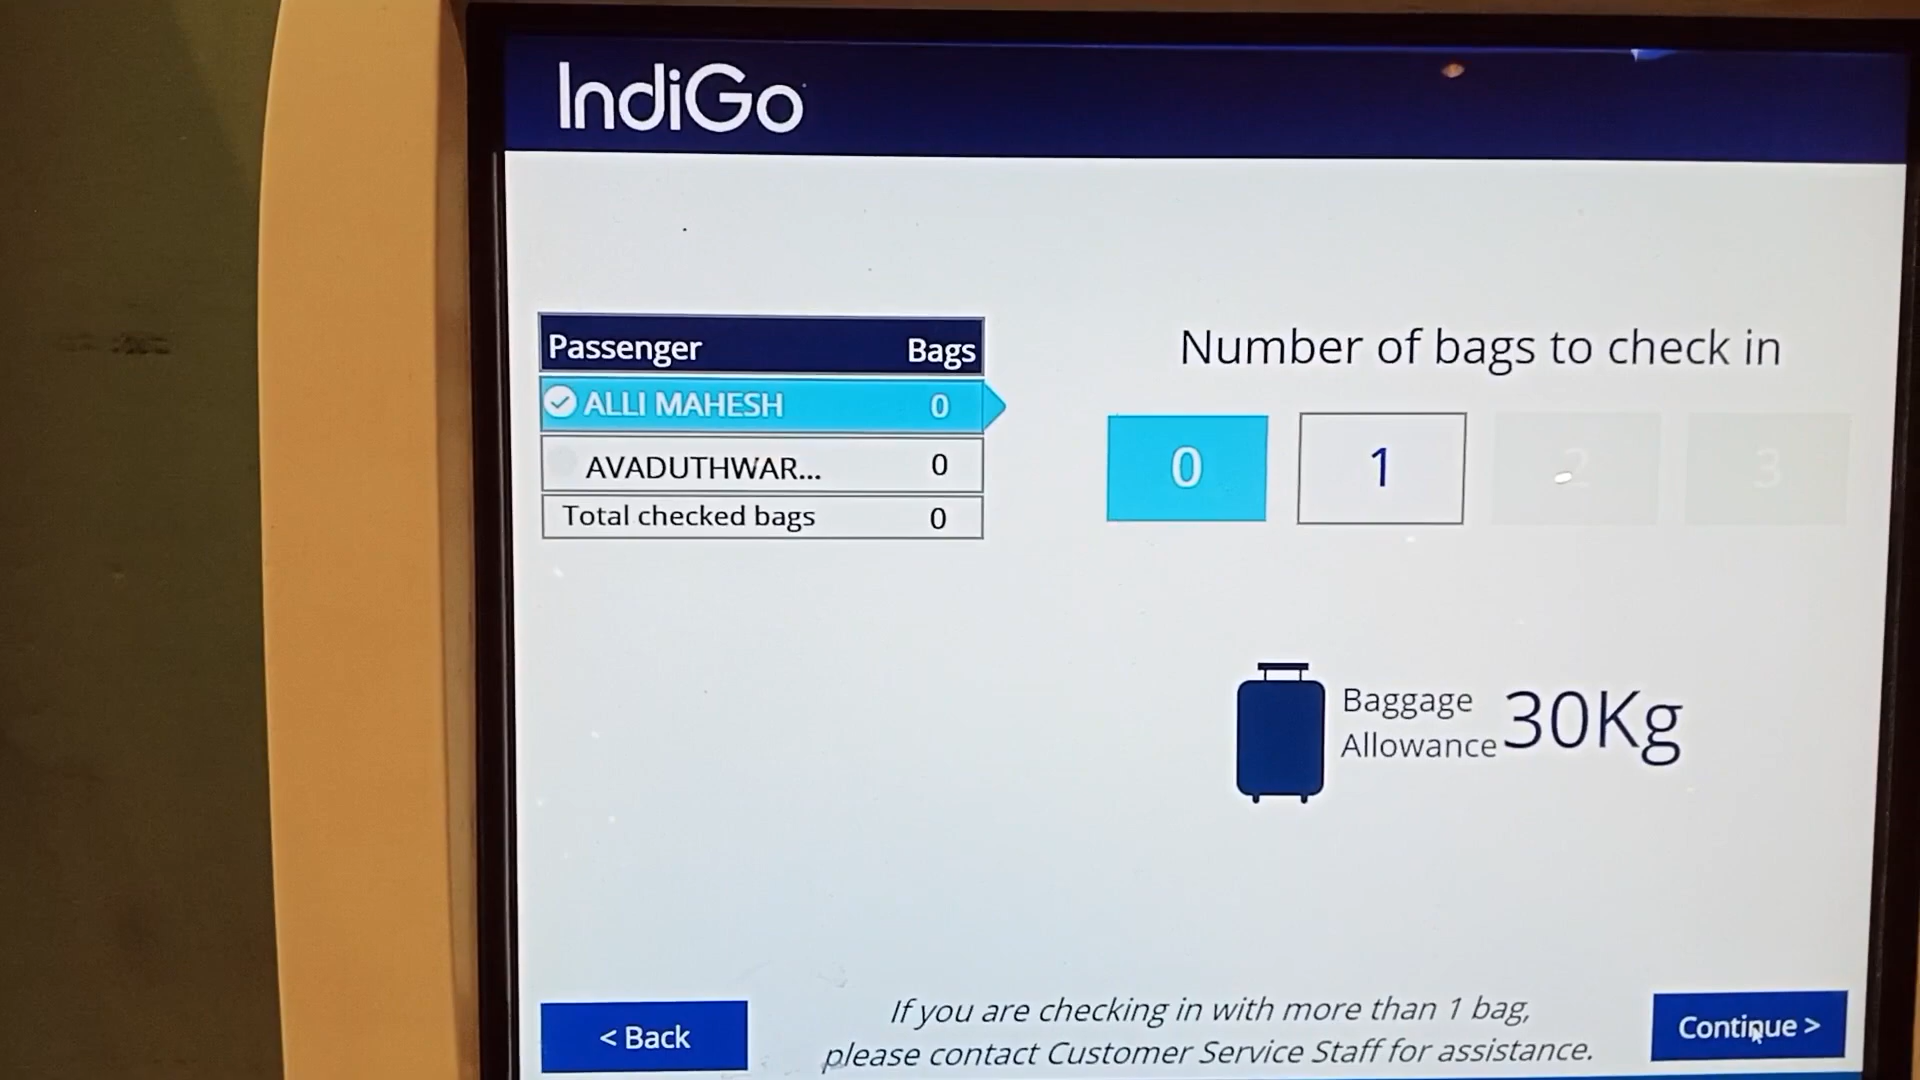 IndiGo
Passenger Bags
ALLI MAHESH 0
AVADUTHWAR... 0
Total checked bags 0
Number of bags to check in
0 1 2 3
Baggage Allowance 30Kg
< Back
If you are checking in with more than 1 bag,
please contact Customer Service Staff for assistance.
Continue >